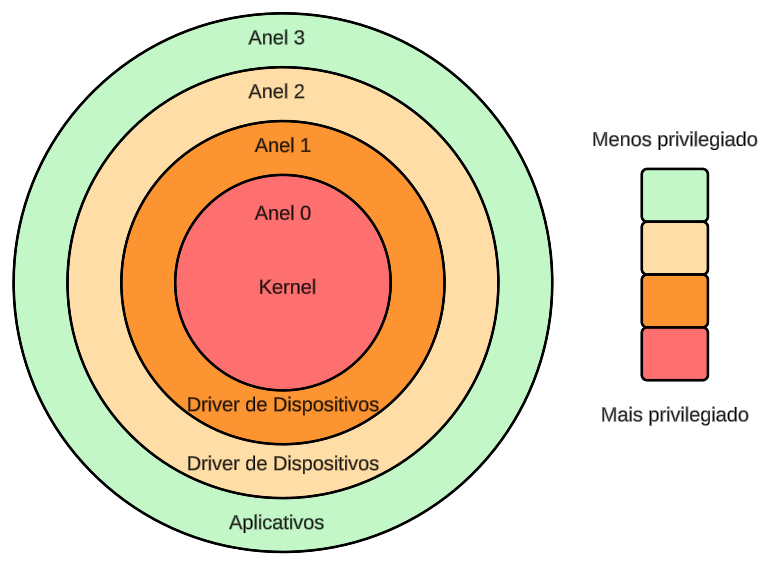 Anel 3
Anel 2
Anel 1
Anel 0
Kernel
Driver de Dispositivos
Driver de Dispositivos
Aplicativos
Menos privilegiado
Mais privilegiado